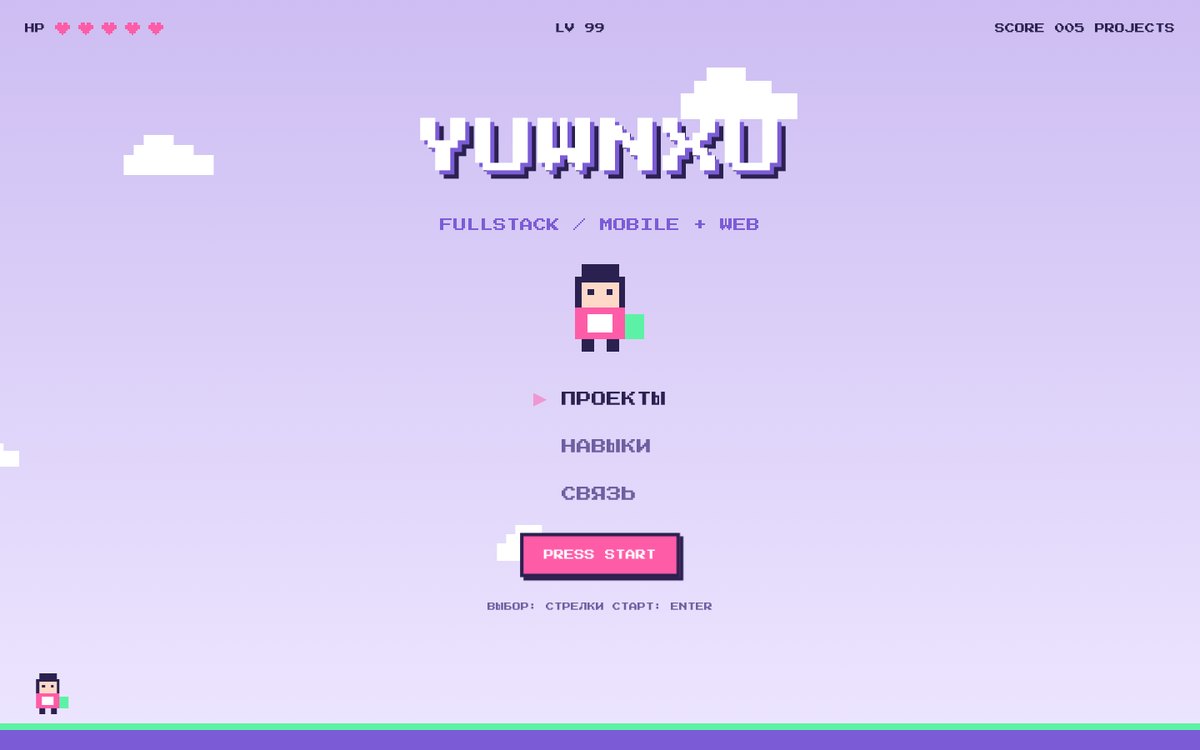 HP
LV 99
SCORE 005 PROJECTS
YUWNXU
FULLSTACK / MOBILE + WEB
ПРОЕКТЫ
НАВЫКИ
СВЯЗЬ
PRESS START
ВЫБОР: СТРЕЛКИ СТАРТ: ENTER